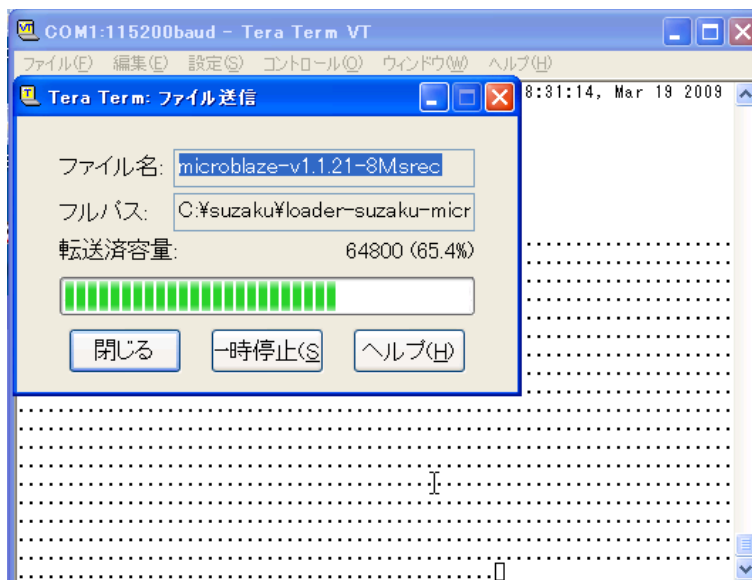 COM1:115200baud - Tera Term VT
ファイル(F) 編集(E) 設定(S) コントロール(O) ウィンドウ(W) ヘルプ(H)
8:31:14, Mar 19 2009
Tera Term: ファイル送信
ファイル名: microblaze-v1.1.21-8M.srec
フルパス: C:¥suzaku¥loader-suzaku-micr
転送済容量: 64800 (65.4%)
閉じる 一時停止(S ヘルプ(H)